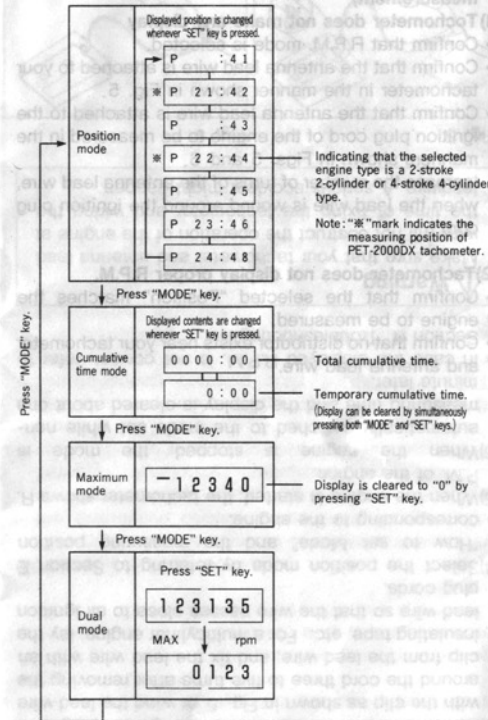 Displayed position is changed
whenever "SET" key is pressed.
P :41
※ P 21:42
P :43
Position
mode
※ P 22:44
Indicating that the selected
engine type is a 2-stroke
2-cylinder or 4-stroke 4-cylinder
type.
P :45
P 23:46
P 24:48
Note: "※" mark indicates the
measuring position of
PET-2000DX tachometer.
Press "MODE" key.
Press "MODE" key.
Displayed contents are changed
whenever "SET" key is pressed.
Cumulative
time mode
0000:00
Total cumulative time.
0:00
Temporary cumulative time.
(Display can be cleared by simultaneously
pressing both "MODE" and "SET" keys.)
Press "MODE" key.
Maximum
mode
¯12340
Display is cleared to "0" by
pressing "SET" key.
Press "MODE" key.
Press "SET" key.
Dual
mode
123135
MAX rpm
0123